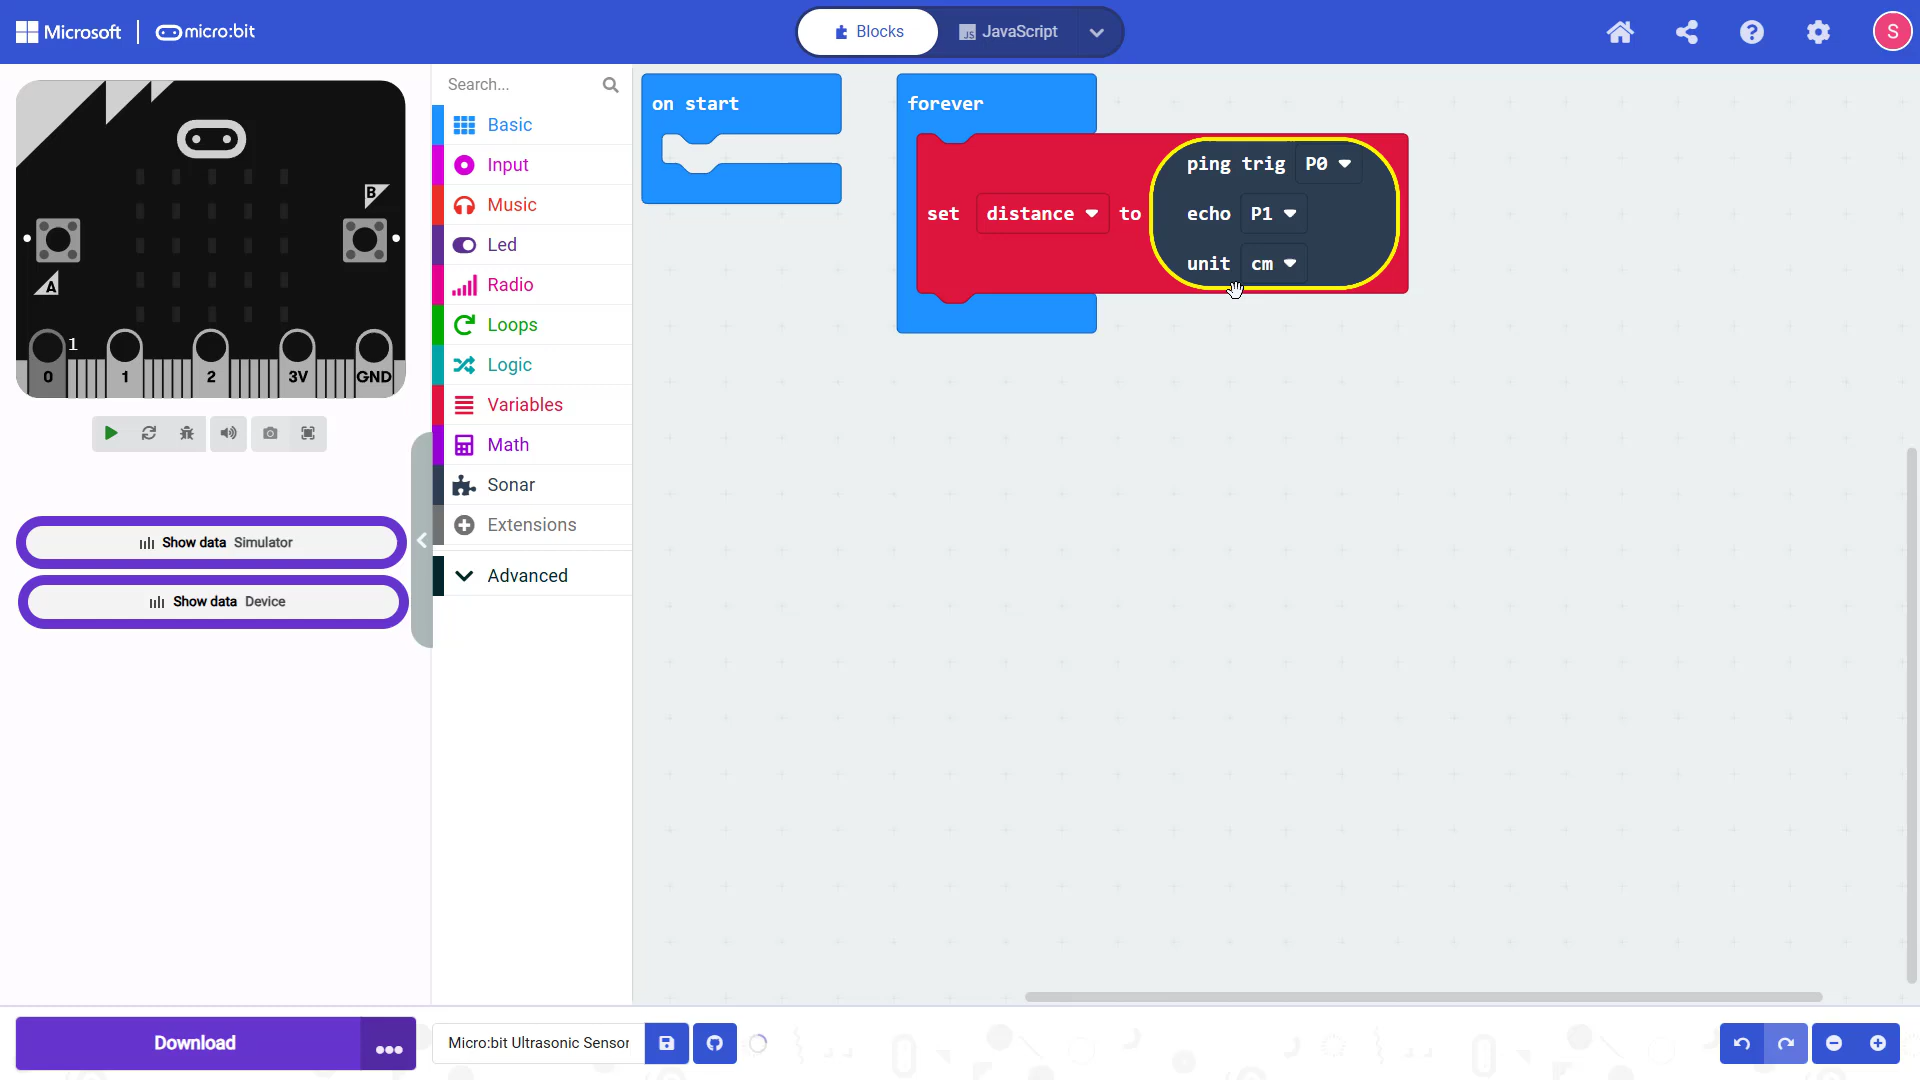 Microsoft
micro:bit
Blocks
JavaScript
S
B
A
1
0 1 2 3V GND
Show data Simulator
Show data Device
Search...
Basic
Input
Music
Led
Radio
Loops
Logic
Variables
Math
Sonar
Extensions
Advanced
on start
forever
set distance to
ping trig P0
echo P1
unit cm
Download
Micro:bit Ultrasonic Sensor